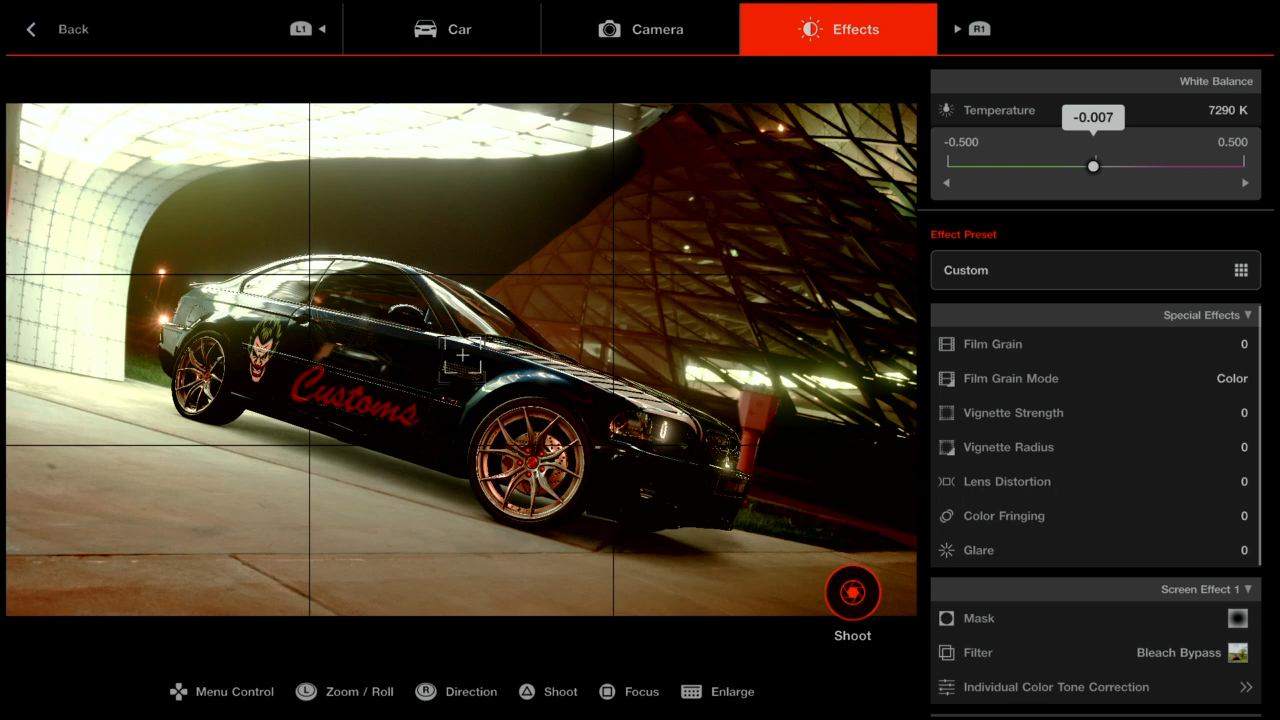 Back
L1
Car
Camera
Effects
R1
White Balance
Temperature
7290 K
-0.007
-0.500
0.500
Effect Preset
Custom
Special Effects
Film Grain
0
Film Grain Mode
Color
Vignette Strength
0
Vignette Radius
0
Lens Distortion
0
Color Fringing
0
Glare
0
Screen Effect 1
Mask
Filter
Bleach Bypass
Individual Color Tone Correction
Customs
Shoot
Menu Control
L
Zoom / Roll
R
Direction
Shoot
Focus
Enlarge